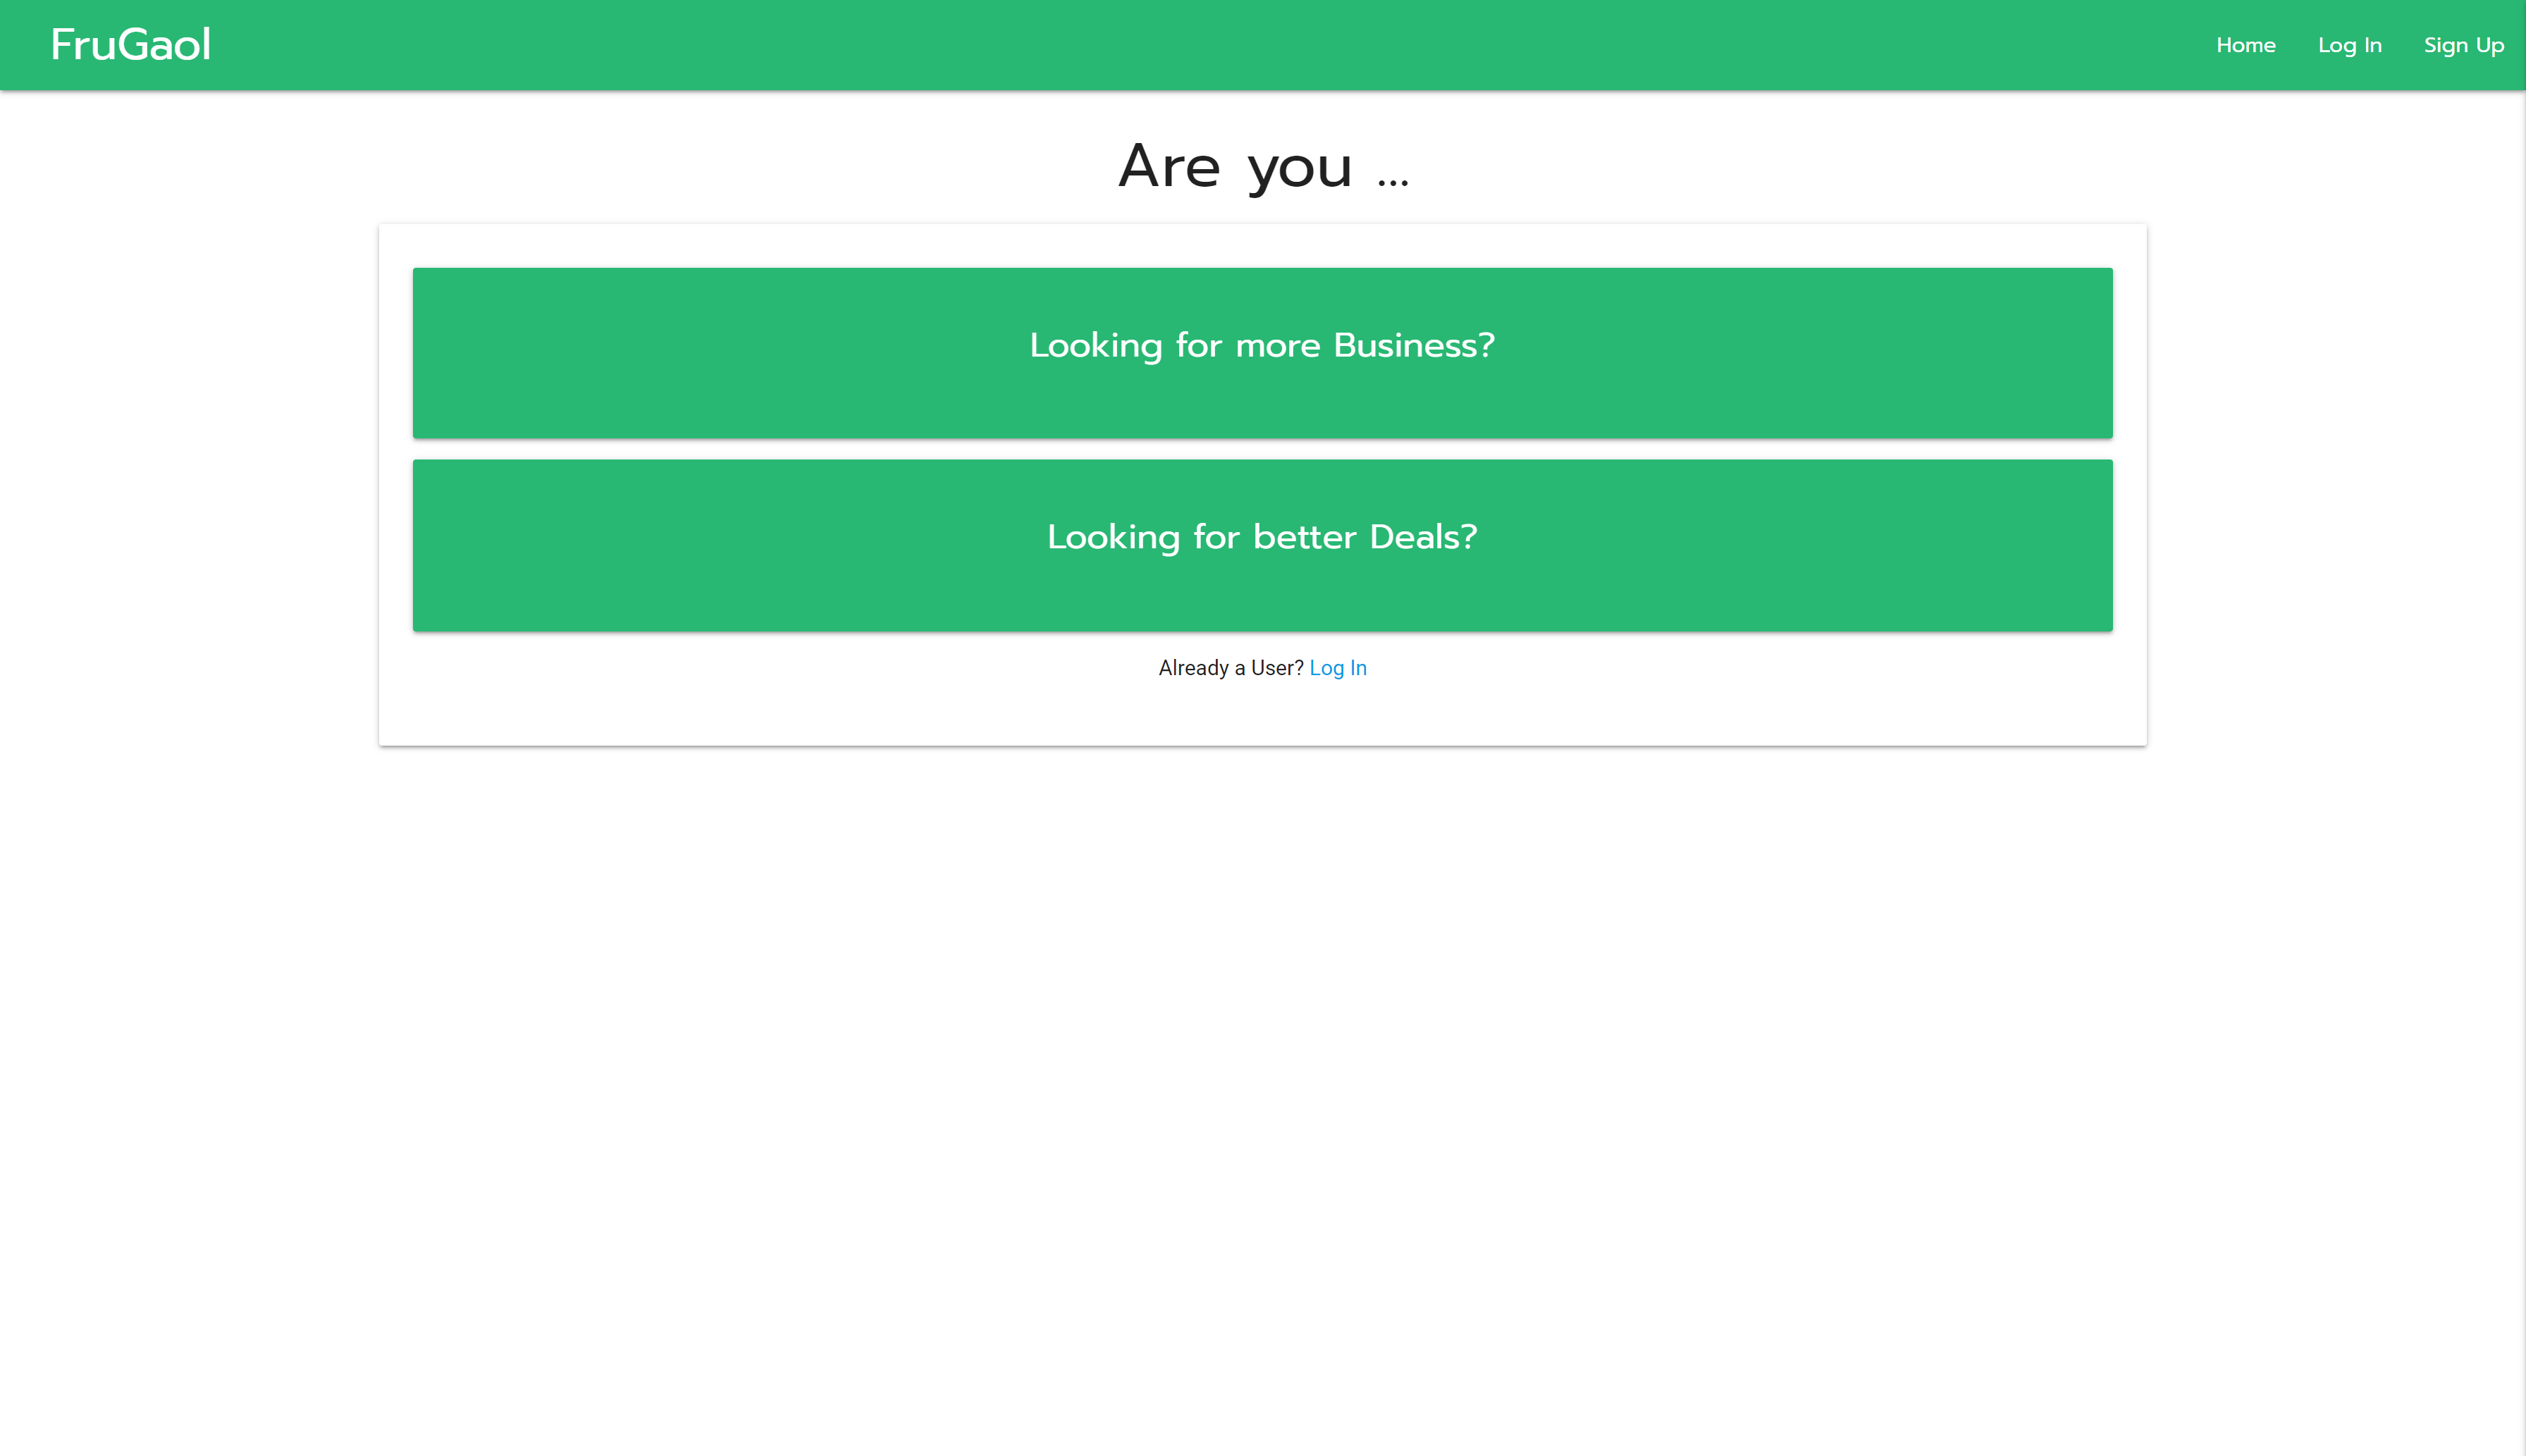 FruGaol
Home
Log In
Sign Up
Are you ...
Looking for more Business?
Looking for better Deals?
Already a User? Log In